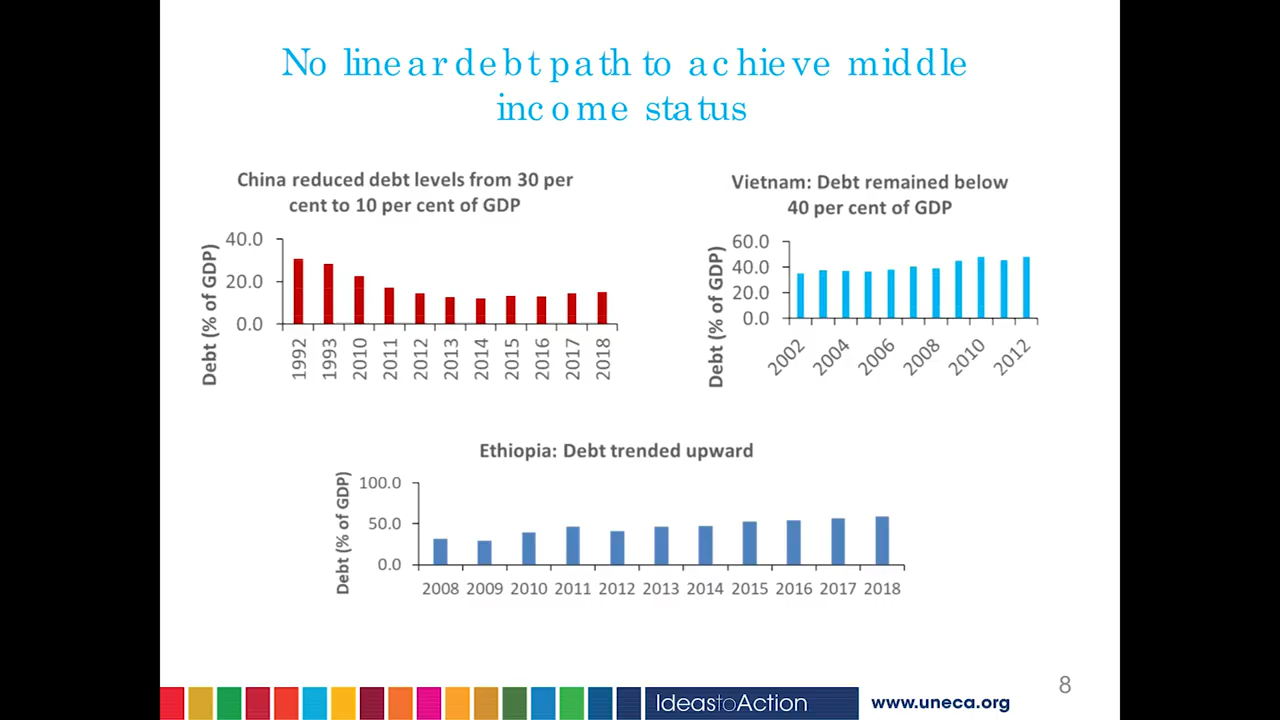 No linear debt path to achieve middle
income status
China reduced debt levels from 30 per
cent to 10 per cent of GDP
Debt (% of GDP)
40.0
20.0
0.0
1992 1993 2010 2011 2012 2013 2014 2015 2016 2017 2018
Vietnam: Debt remained below
40 per cent of GDP
Debt (% of GDP)
60.0
40.0
20.0
0.0
2002 2004 2006 2008 2010 2012
Ethiopia: Debt trended upward
Debt (% of GDP)
100.0
50.0
0.0
2008 2009 2010 2011 2012 2013 2014 2015 2016 2017 2018
IdeastoAction
www.uneca.org
8